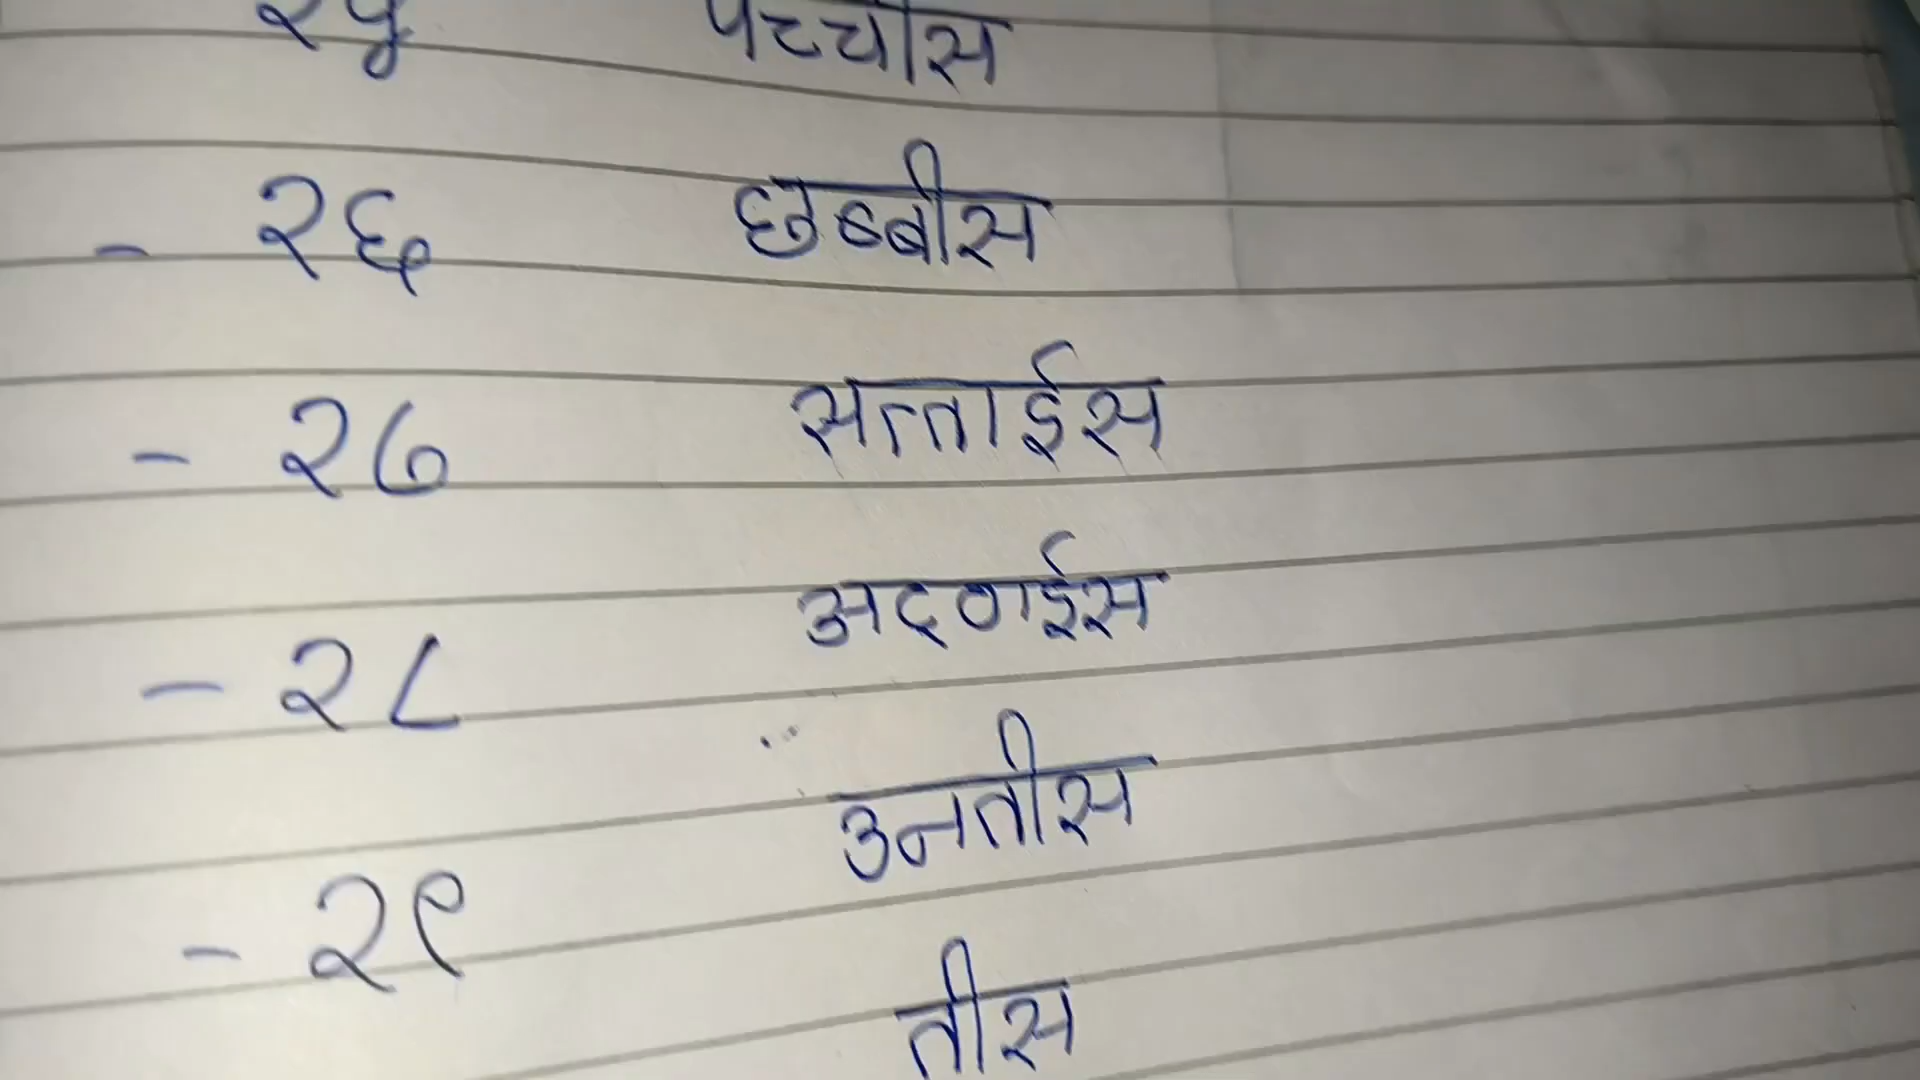 २५ पच्चीस
- २६ छब्बीस
- २७ सत्ताईस
- २८ अट्ठाईस
- २९ उनतीस
तीस